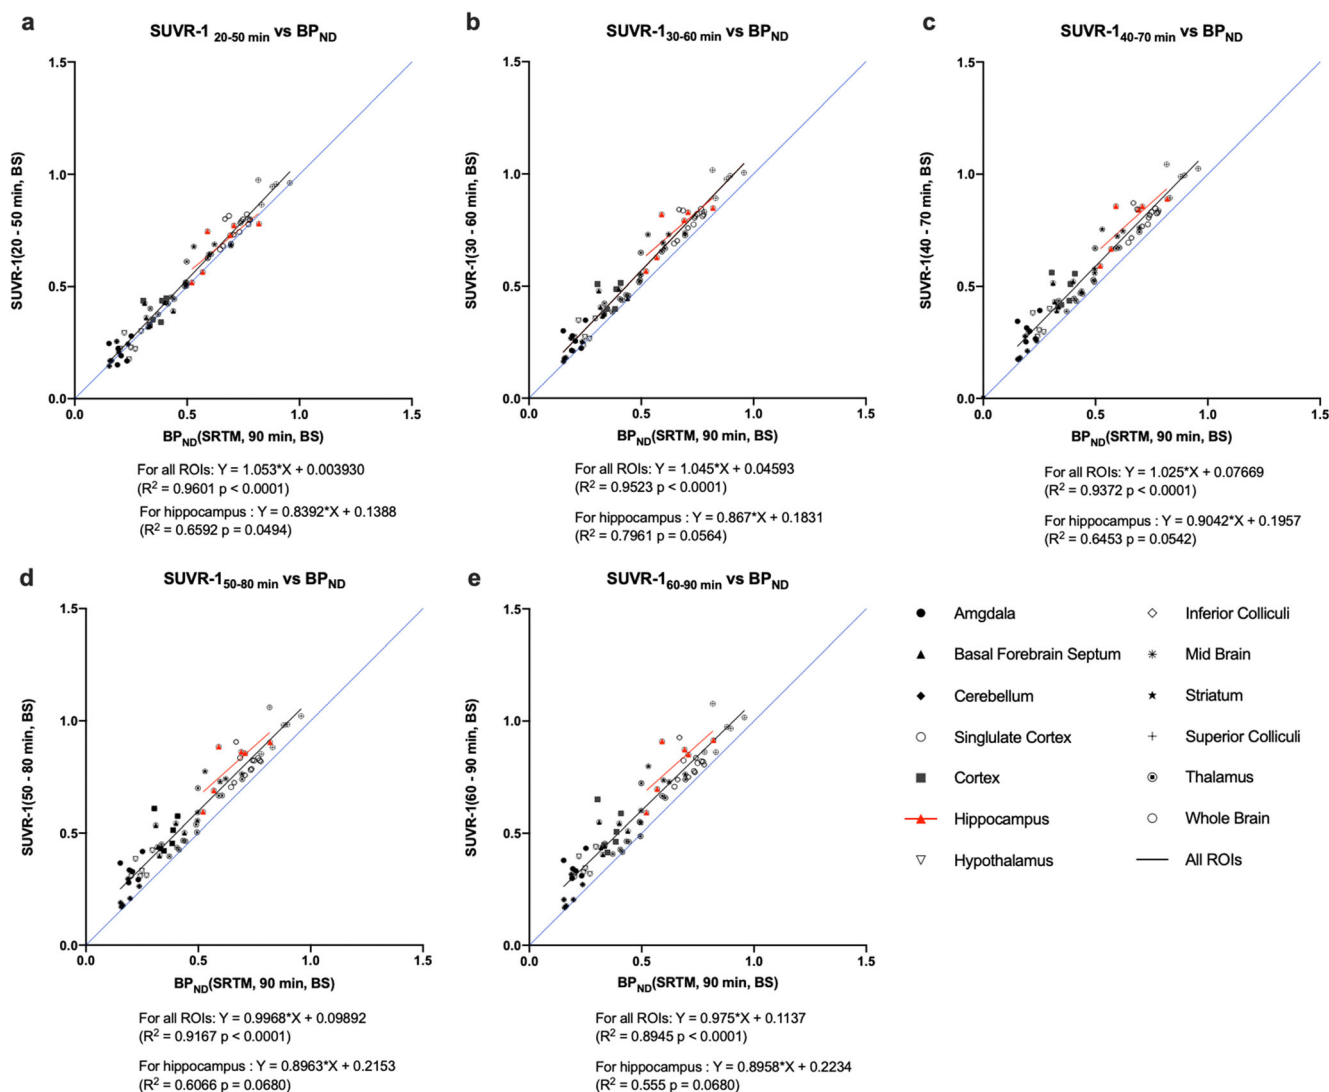 a
SUVR-1 20-50 min vs BPND
1.5
1.0
0.5
0.0
0.0 0.5 1.0 1.5
SUVR-1(20 - 50 min, BS)
BPND(SRTM, 90 min, BS)
For all ROIs: Y = 1.053*X + 0.003930
(R2 = 0.9601 p < 0.0001)
For hippocampus : Y = 0.8392*X + 0.1388
(R2 = 0.6592 p = 0.0494)
b
SUVR-130-60 min vs BPND
1.5
1.0
0.5
0.0
0.0 0.5 1.0 1.5
SUVR-1(30 - 60 min, BS)
BPND(SRTM, 90 min, BS)
For all ROIs: Y = 1.045*X + 0.04593
(R2 = 0.9523 p < 0.0001)
For hippocampus : Y = 0.867*X + 0.1831
(R2 = 0.7961 p = 0.0564)
c
SUVR-140-70 min vs BPND
1.5
1.0
0.5
0.0
0.0 0.5 1.0 1.5
SUVR-1(40 - 70 min, BS)
BPND(SRTM, 90 min, BS)
For all ROIs: Y = 1.025*X + 0.07669
(R2 = 0.9372 p < 0.0001)
For hippocampus : Y = 0.9042*X + 0.1957
(R2 = 0.6453 p = 0.0542)
d
SUVR-150-80 min vs BPND
1.5
1.0
0.5
0.0
0.0 0.5 1.0 1.5
SUVR-1(50 - 80 min, BS)
BPND(SRTM, 90 min, BS)
For all ROIs: Y = 0.9968*X + 0.09892
(R2 = 0.9167 p < 0.0001)
For hippocampus : Y = 0.8963*X + 0.2153
(R2 = 0.6066 p = 0.0680)
e
SUVR-160-90 min vs BPND
1.5
1.0
0.5
0.0
0.0 0.5 1.0 1.5
SUVR-1(60 - 90 min, BS)
BPND(SRTM, 90 min, BS)
For all ROIs: Y = 0.975*X + 0.1137
(R2 = 0.8945 p < 0.0001)
For hippocampus : Y = 0.8958*X + 0.2234
(R2 = 0.555 p = 0.0680)
Amgdala
Basal Forebrain Septum
Cerebellum
Singlulate Cortex
Cortex
Hippocampus
Hypothalamus
Inferior Colliculi
Mid Brain
Striatum
Superior Colliculi
Thalamus
Whole Brain
All ROIs